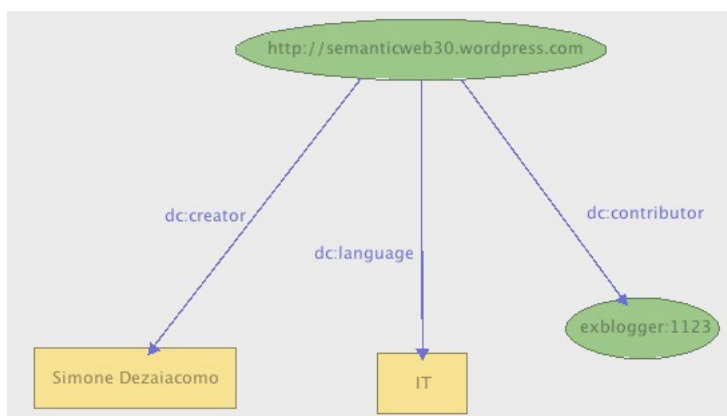 http://semanticweb30.wordpress.com
dc:creator
dc:contributor
dc:language
exblogger:1123
Simone Dezaiacomo
IT